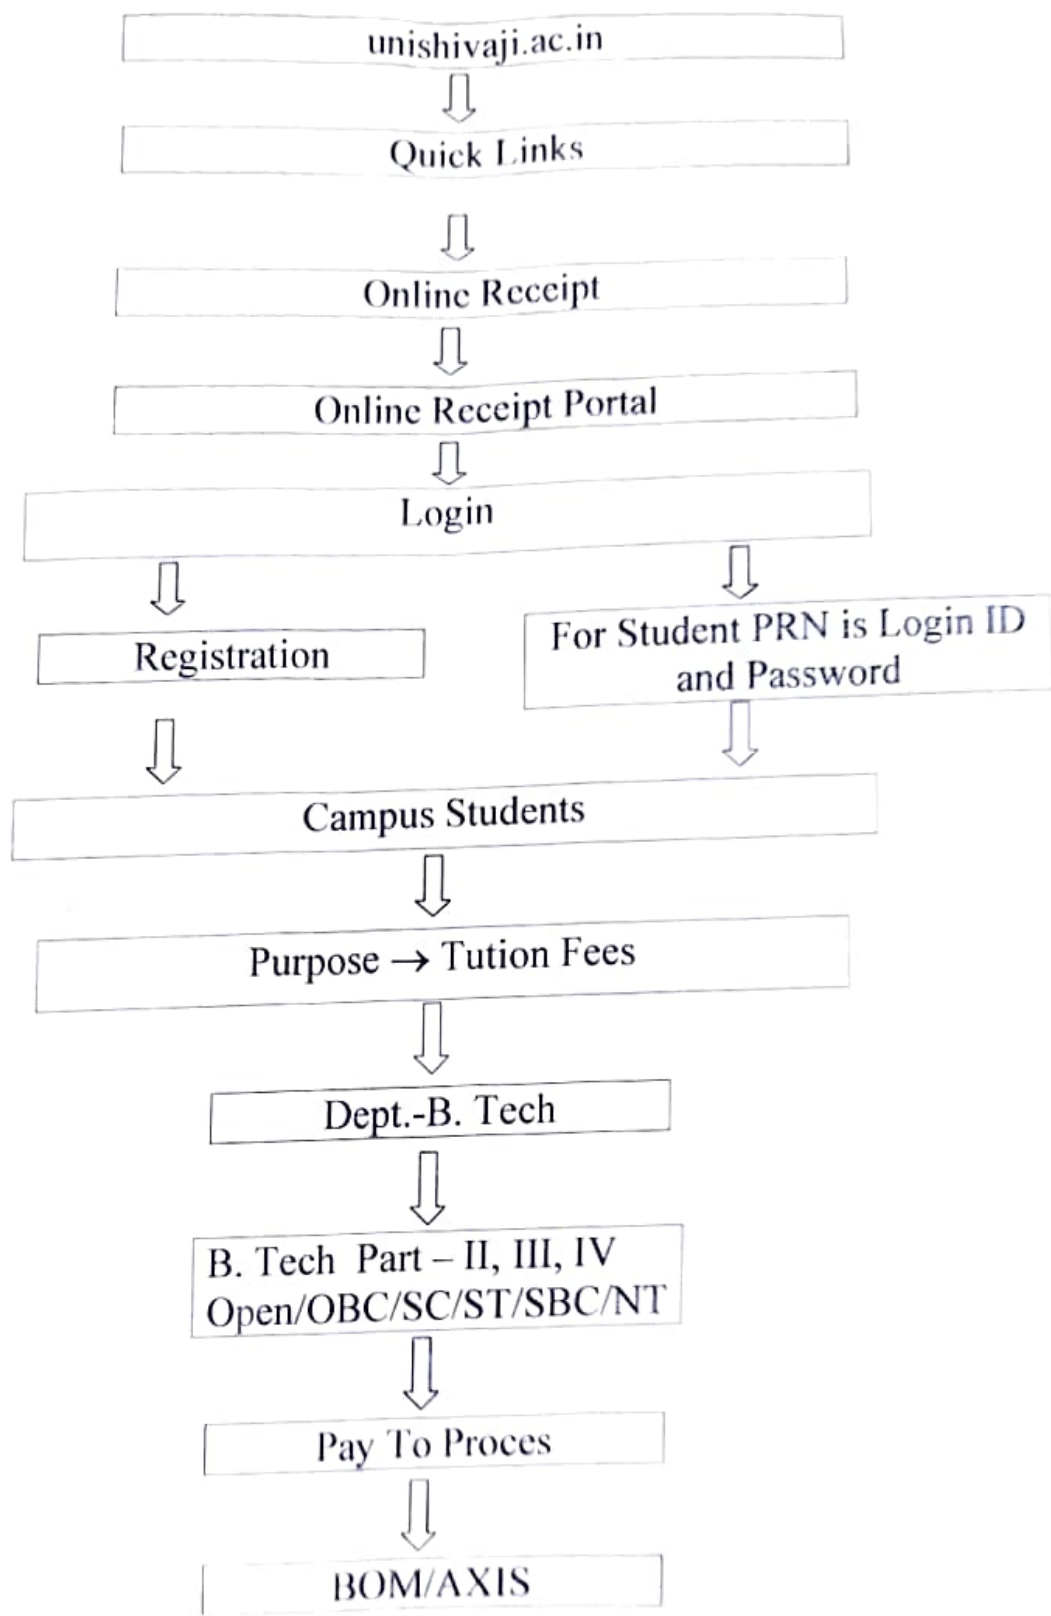 unishivaji.ac.in
Quick Links
Online Receipt
Online Receipt Portal
Login
Registration
For Student PRN is Login ID
and Password
Campus Students
Purpose → Tution Fees
Dept.-B. Tech
B. Tech Part – II, III, IV
Open/OBC/SC/ST/SBC/NT
Pay To Proces
BOM/AXIS